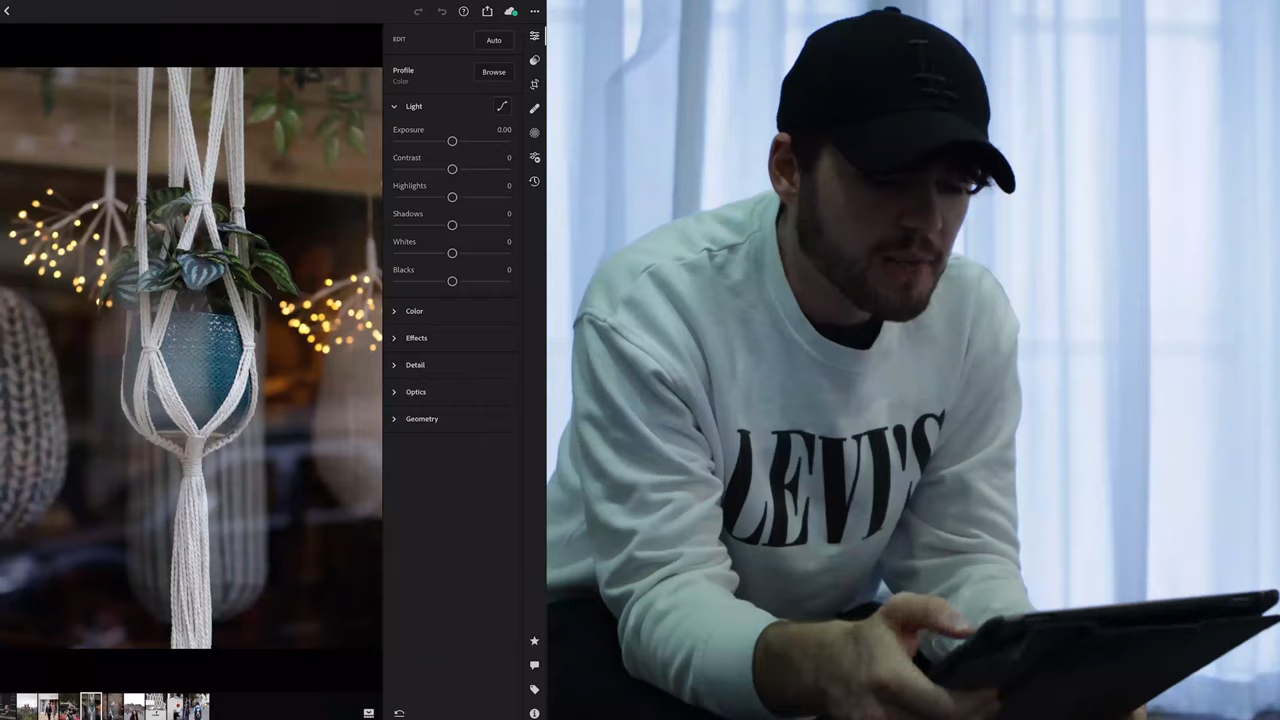 EDIT
Auto
Profile
Color
Browse
Light
Exposure 0.00
Contrast 0
Highlights 0
Shadows 0
Whites 0
Blacks 0
Color
Effects
Detail
Optics
Geometry
LEVI'S
LA